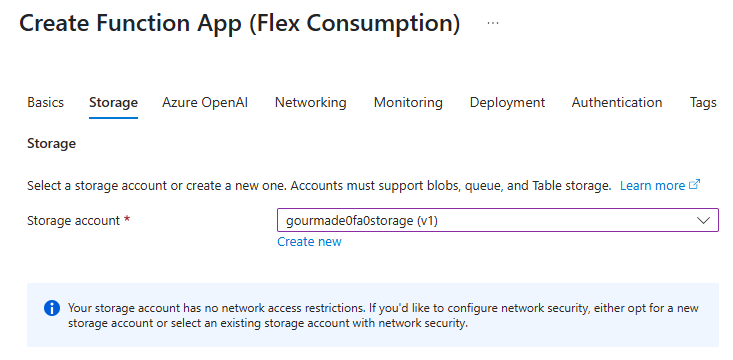 Create Function App (Flex Consumption) ...
Basics Storage Azure OpenAI Networking Monitoring Deployment Authentication Tags
Storage
Select a storage account or create a new one. Accounts must support blobs, queue, and Table storage. Learn more
Storage account * gourmade0fa0storage (v1)
Create new
Your storage account has no network access restrictions. If you'd like to configure network security, either opt for a new
storage account or select an existing storage account with network security.